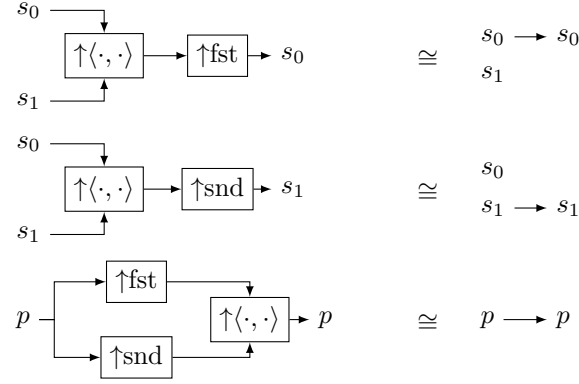 s₀
↑⟨·, ·⟩ ↑fst s₀ ≅ s₀ s₀
s₁
s₁
s₀
↑⟨·, ·⟩ ↑snd s₁ ≅ s₀
s₁ s₁
s₁
↑fst
p ↑⟨·, ·⟩ p ≅ p p
↑snd